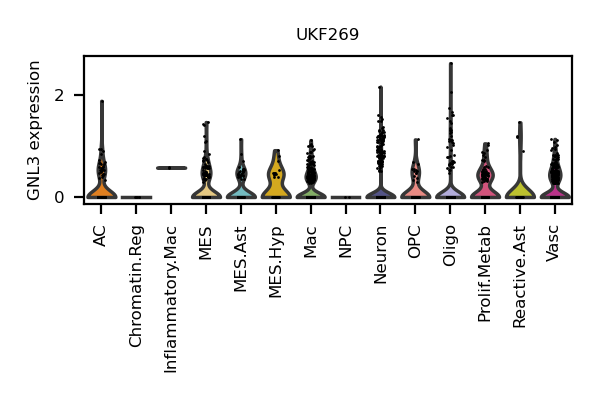 UKF269
GNL3 expression
2
0
AC
Chromatin.Reg
Inflammatory.Mac
MES
MES.Ast
MES.Hyp
Mac
NPC
Neuron
OPC
Oligo
Prolif.Metab
Reactive.Ast
Vasc